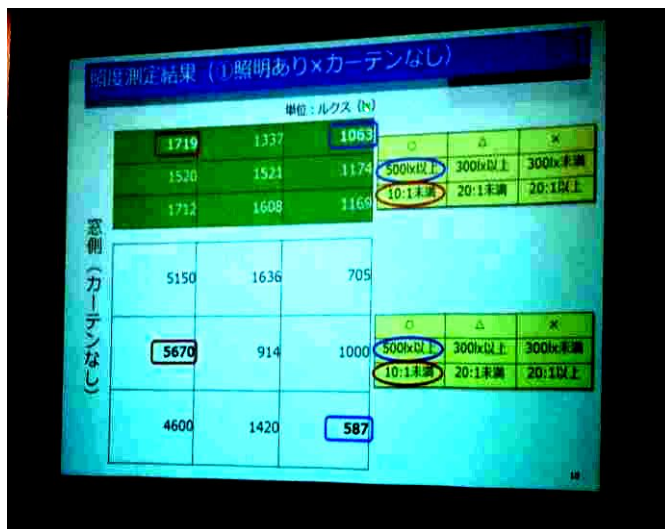 照度測定結果（①照明あり×カーテンなし）
単位：ルクス（lx）
1719 1337 1063
1520 1521 1174
1712 1608 1169
○ △ ×
500lx以上 300lx以上 300lx未満
10:1未満 20:1未満 20:1以上
窓側（カーテンなし）
5150 1636 705
5670 914 1000
4600 1420 587
○ △ ×
500lx以上 300lx以上 300lx未満
10:1未満 20:1未満 20:1以上
18